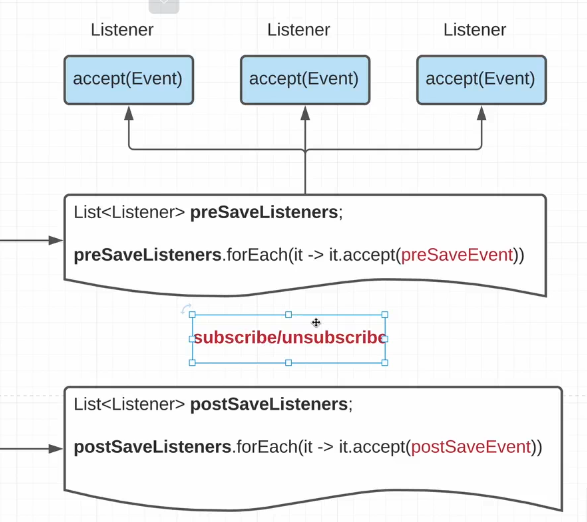 Listener Listener Listener
accept(Event) accept(Event) accept(Event)
List<Listener> preSaveListeners;
preSaveListeners.forEach(it -> it.accept(preSaveEvent))
subscribe/unsubscribe
List<Listener> postSaveListeners;
postSaveListeners.forEach(it -> it.accept(postSaveEvent))